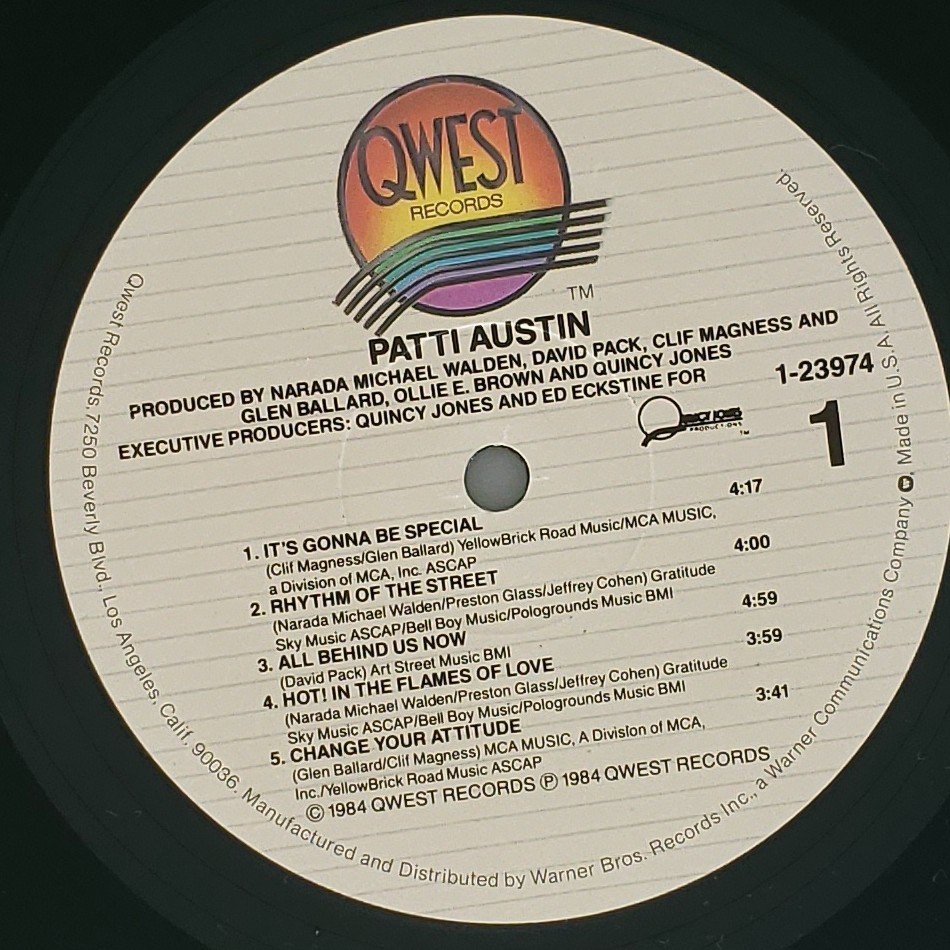 QWEST
RECORDS
TM
PATTI AUSTIN
PRODUCED BY NARADA MICHAEL WALDEN, DAVID PACK, CLIF MAGNESS AND
GLEN BALLARD, OLLIE E. BROWN AND QUINCY JONES
EXECUTIVE PRODUCERS: QUINCY JONES AND ED ECKSTINE FOR
QUINCY JONES
PRODUCTIONS
TM
1-23974
1
1. IT'S GONNA BE SPECIAL 4:17
(Clif Magness/Glen Ballard) YellowBrick Road Music/MCA MUSIC,
a Division of MCA, Inc. ASCAP
2. RHYTHM OF THE STREET 4:00
(Narada Michael Walden/Preston Glass/Jeffrey Cohen) Gratitude
Sky Music ASCAP/Bell Boy Music/Pologrounds Music BMI
3. ALL BEHIND US NOW 4:59
(David Pack) Art Street Music BMI
4. HOT! IN THE FLAMES OF LOVE 3:59
(Narada Michael Walden/Preston Glass/Jeffrey Cohen) Gratitude
Sky Music ASCAP/Bell Boy Music/Pologrounds Music BMI
5. CHANGE YOUR ATTITUDE 3:41
(Glen Ballard/Clif Magness) MCA MUSIC, A Division of MCA,
Inc./YellowBrick Road Music ASCAP
© 1984 QWEST RECORDS ℗ 1984 QWEST RECORDS
Qwest Records, 7250 Beverly Blvd., Los Angeles, Calif. 90036. Manufactured and Distributed by Warner Bros. Records Inc., a Warner Communications Company. Made in U.S.A. All Rights Reserved.